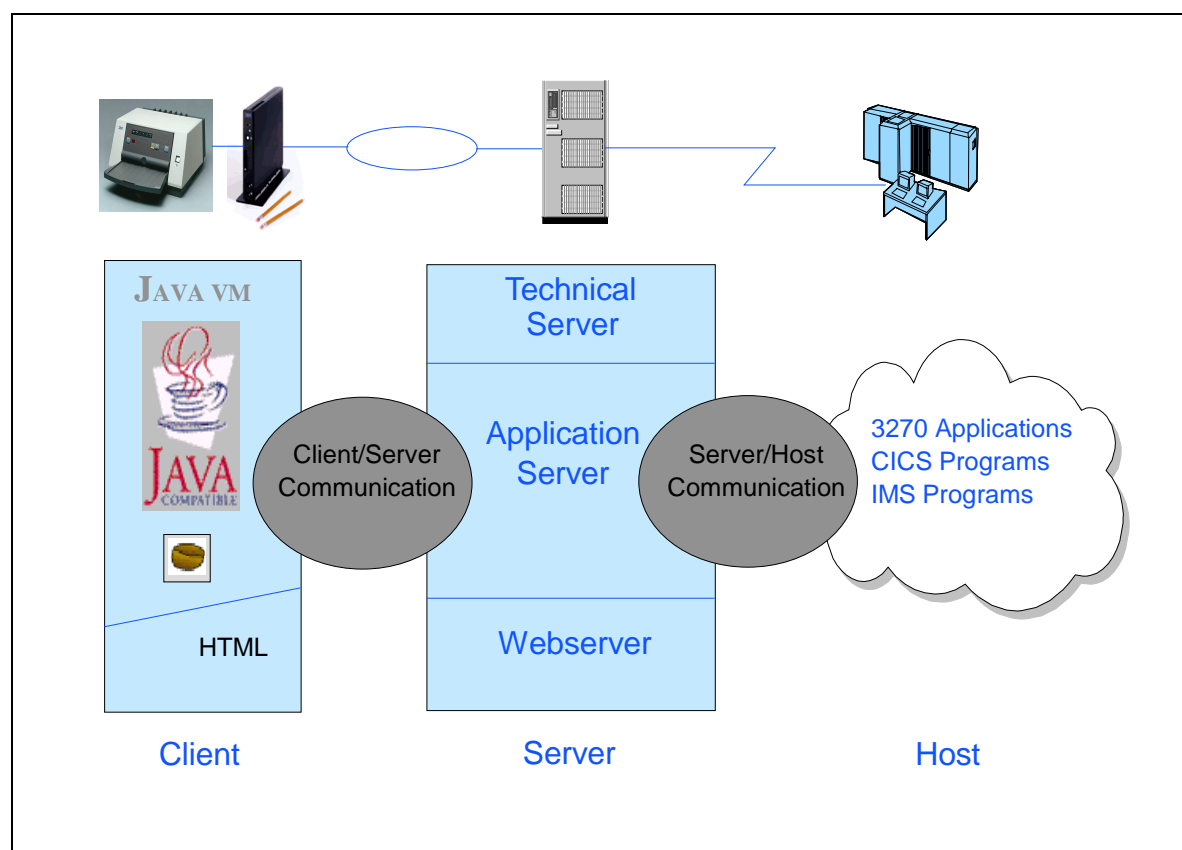 JAVA VM
JAVA
COMPATIBLE
HTML
Client/Server
Communication
Technical
Server
Application
Server
Webserver
Server/Host
Communication
3270 Applications
CICS Programs
IMS Programs
Client
Server
Host